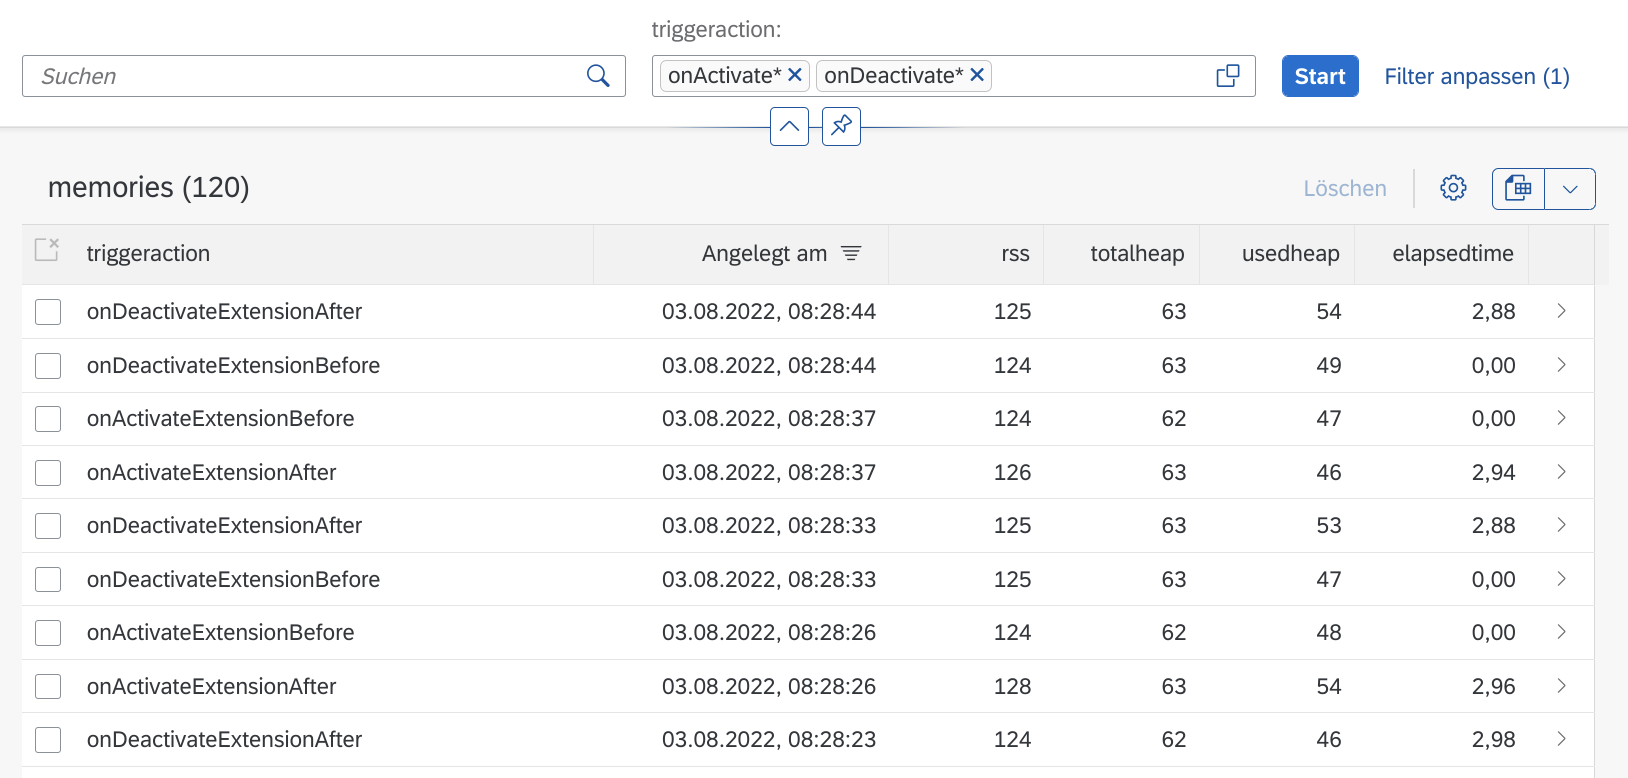 triggeraction:
Suchen onActivate* onDeactivate* Start Filter anpassen (1)
memories (120) Löschen
triggeraction Angelegt am rss totalheap usedheap elapsedtime
onDeactivateExtensionAfter 03.08.2022, 08:28:44 125 63 54 2,88
onDeactivateExtensionBefore 03.08.2022, 08:28:44 124 63 49 0,00
onActivateExtensionBefore 03.08.2022, 08:28:37 124 62 47 0,00
onActivateExtensionAfter 03.08.2022, 08:28:37 126 63 46 2,94
onDeactivateExtensionAfter 03.08.2022, 08:28:33 125 63 53 2,88
onDeactivateExtensionBefore 03.08.2022, 08:28:33 125 63 47 0,00
onActivateExtensionBefore 03.08.2022, 08:28:26 124 62 48 0,00
onActivateExtensionAfter 03.08.2022, 08:28:26 128 63 54 2,96
onDeactivateExtensionAfter 03.08.2022, 08:28:23 124 62 46 2,98